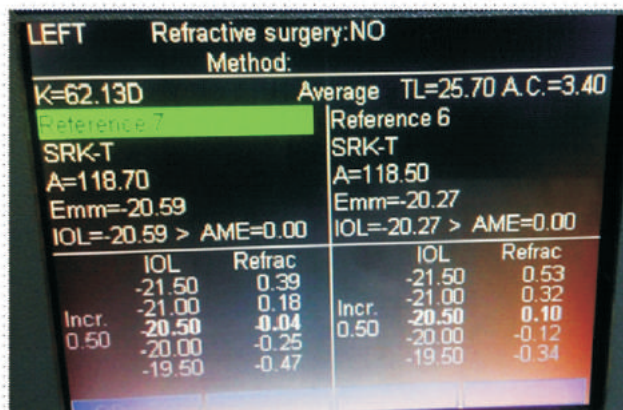 LEFT Refractive surgery:NO
Method:
K=62.13D Average TL=25.70 A.C.=3.40
Reference 7
SRK-T
A=118.70
Emm=-20.59
IOL=-20.59 > AME=0.00
IOL Refrac
-21.50 0.39
-21.00 0.18
Incr. -20.50 -0.04
0.50 -20.00 -0.25
-19.50 -0.47
Reference 6
SRK-T
A=118.50
Emm=-20.27
IOL=-20.27 > AME=0.00
IOL Refrac
-21.50 0.53
-21.00 0.32
Incr. -20.50 0.10
0.50 -20.00 -0.12
-19.50 -0.34